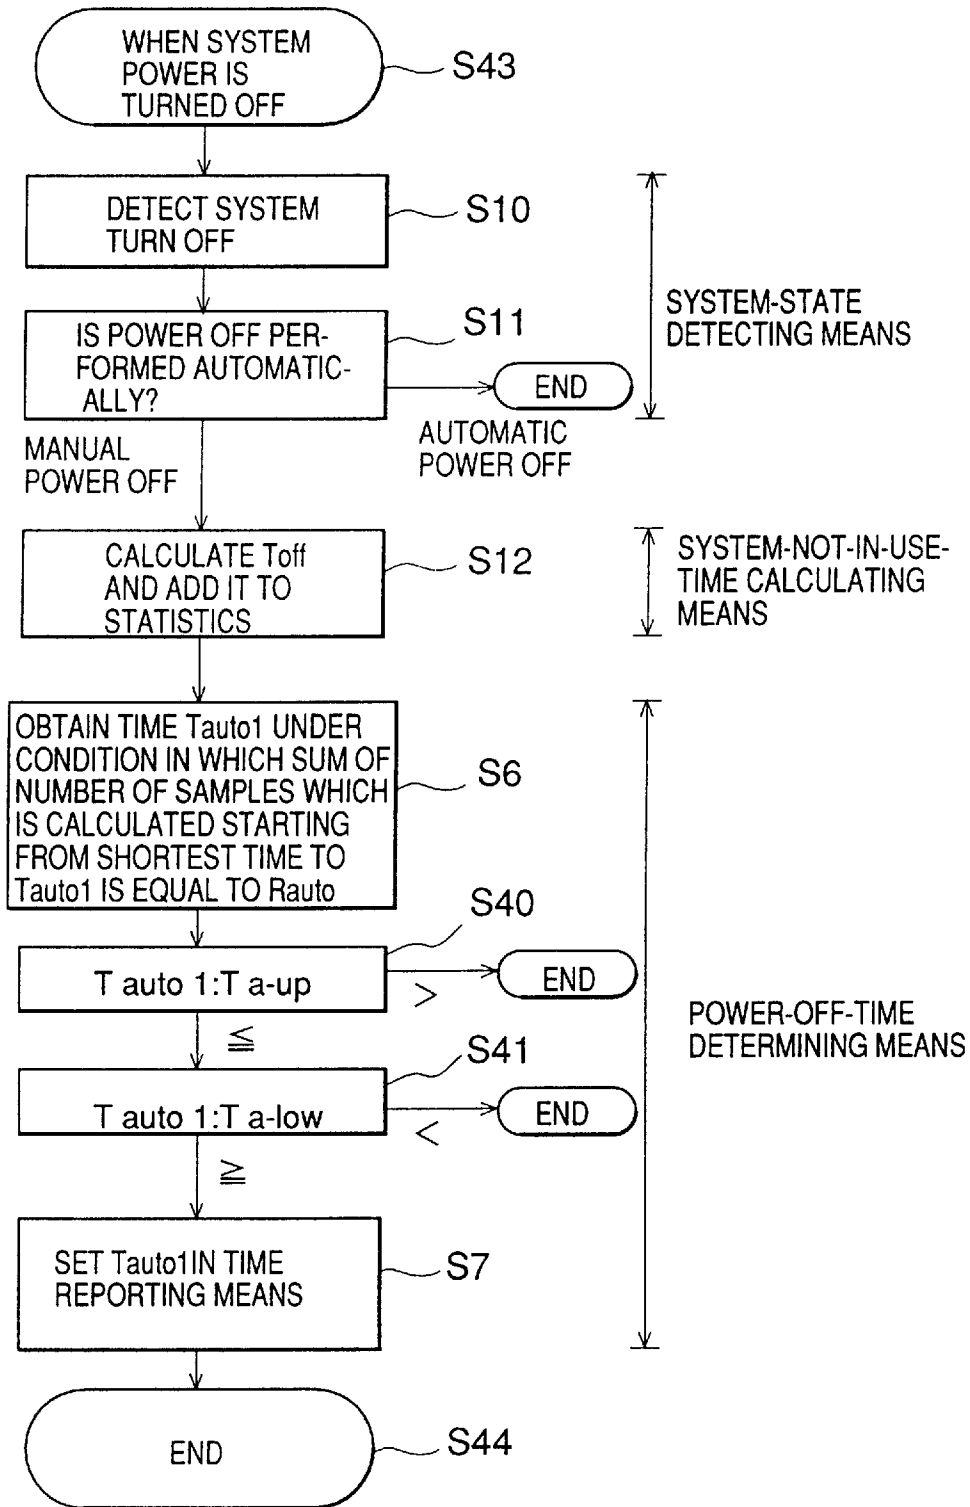 WHEN SYSTEM
POWER IS
TURNED OFF
S43
DETECT SYSTEM
TURN OFF
S10
IS POWER OFF PER-
FORMED AUTOMATIC-
ALLY?
S11
END
AUTOMATIC
POWER OFF
MANUAL
POWER OFF
SYSTEM-STATE
DETECTING MEANS
CALCULATE Toff
AND ADD IT TO
STATISTICS
S12
SYSTEM-NOT-IN-USE-
TIME CALCULATING
MEANS
OBTAIN TIME Tauto1 UNDER
CONDITION IN WHICH SUM OF
NUMBER OF SAMPLES WHICH
IS CALCULATED STARTING
FROM SHORTEST TIME TO
Tauto1 IS EQUAL TO Rauto
S6
T auto 1:T a-up
S40
>
END
≦
T auto 1:T a-low
S41
<
END
≧
POWER-OFF-TIME
DETERMINING MEANS
SET Tauto1IN TIME
REPORTING MEANS
S7
END
S44